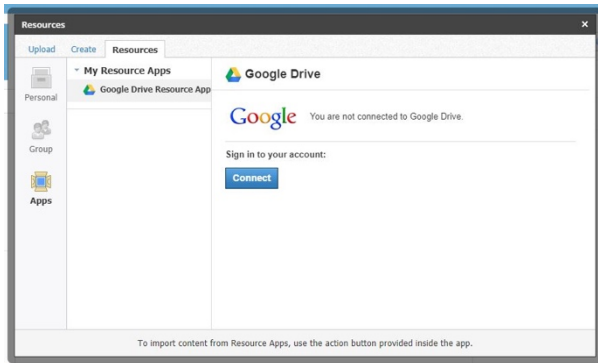 Resources
Upload
Create
Resources
Personal
Group
Apps
My Resource Apps
Google Drive Resource App
Google Drive
Google
You are not connected to Google Drive.
Sign in to your account:
Connect
To import content from Resource Apps, use the action button provided inside the app.